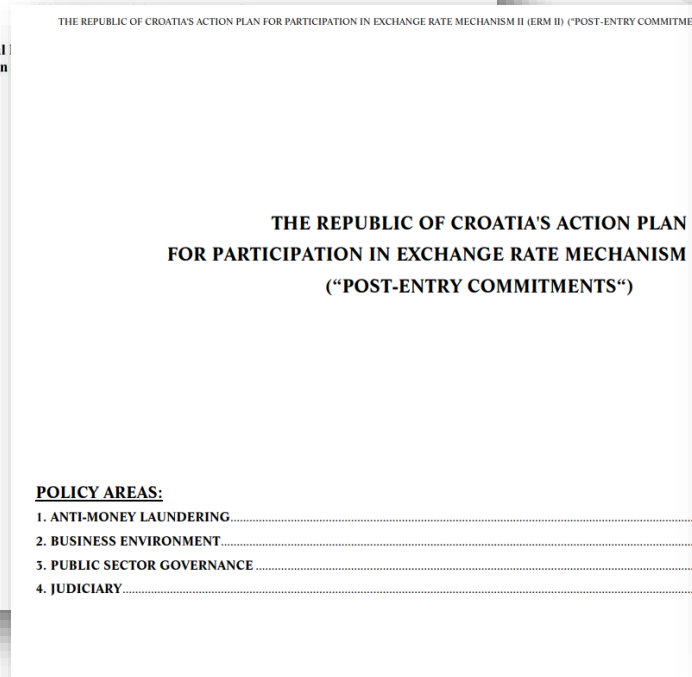 THE REPUBLIC OF CROATIA'S ACTION PLAN FOR PARTICIPATION IN EXCHANGE RATE MECHANISM II (ERM II) ("POST-ENTRY COMMITME
THE REPUBLIC OF CROATIA'S ACTION PLAN
FOR PARTICIPATION IN EXCHANGE RATE MECHANISM
(“POST-ENTRY COMMITMENTS“)
POLICY AREAS:
1. ANTI-MONEY LAUNDERING
2. BUSINESS ENVIRONMENT
3. PUBLIC SECTOR GOVERNANCE
4. JUDICIARY